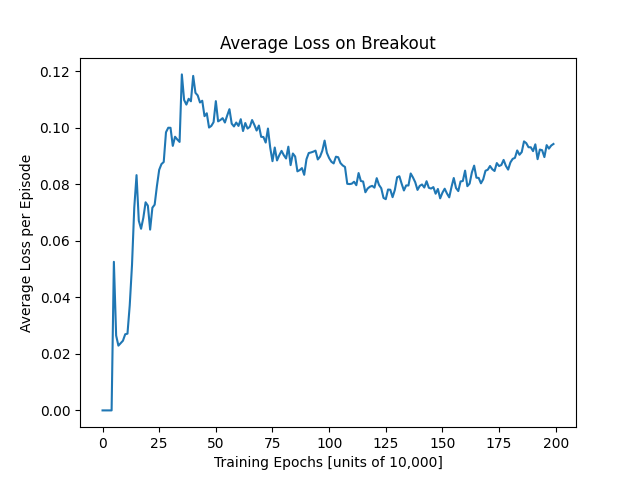 Average Loss on Breakout
Average Loss per Episode
0.12
0.10
0.08
0.06
0.04
0.02
0.00
0 25 50 75 100 125 150 175 200
Training Epochs [units of 10,000]